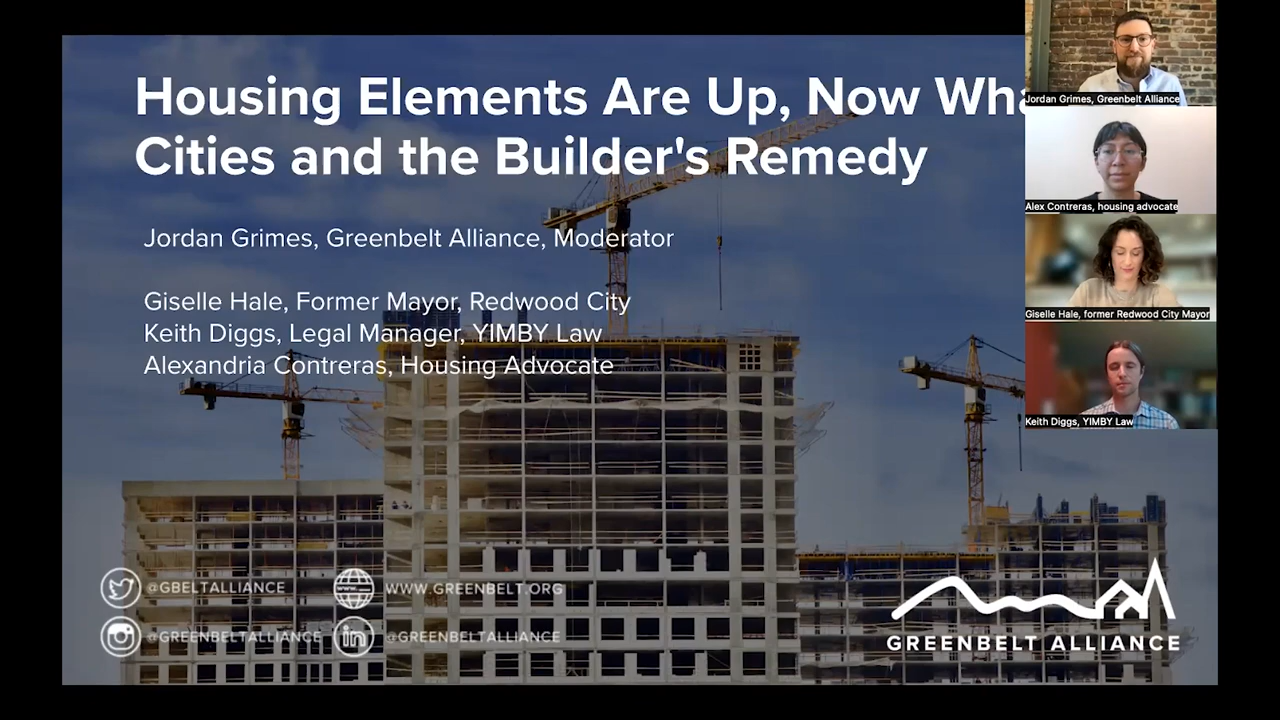 Housing Elements Are Up, Now Wha
Cities and the Builder's Remedy
Jordan Grimes, Greenbelt Alliance, Moderator
Giselle Hale, Former Mayor, Redwood City
Keith Diggs, Legal Manager, YIMBY Law
Alexandria Contreras, Housing Advocate
@GBELTALLIANCE
WWW.GREENBELT.ORG
@GREENBELTALLIANCE
@GREENBELTALLIANCE
GREENBELT ALLIANCE
Jordan Grimes, Greenbelt Alliance
Alex Contreras, housing advocate
Giselle Hale, former Redwood City Mayor
Keith Diggs, YIMBY Law